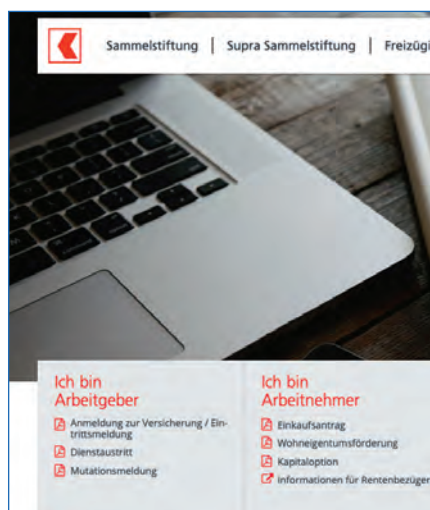 Sammelstiftung | Supra Sammelstiftung | Freizügi
Ich bin
Arbeitgeber
Anmeldung zur Versicherung / Ein-
trittsmeldung
Dienstaustritt
Mutationsmeldung
Ich bin
Arbeitnehmer
Einkaufsantrag
Wohneigentumsförderung
Kapitaloption
Informationen für Rentenbezüger